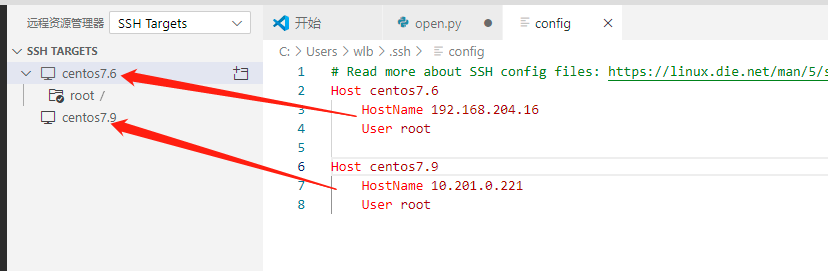 远程资源管理器 SSH Targets
SSH TARGETS
centos7.6
root /
centos7.9
开始 open.py config
C: > Users > wlb > .ssh > config
1 # Read more about SSH config files: https://linux.die.net/man/5/s
2 Host centos7.6
3 HostName 192.168.204.16
4 User root
5
6 Host centos7.9
7 HostName 10.201.0.221
8 User root